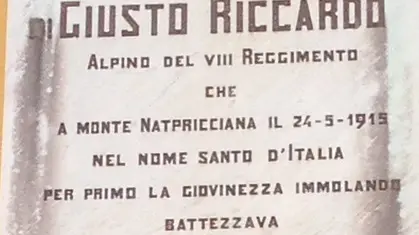 DI GIUSTO RICCARDO
ALPINO DEL VIII REGGIMENTO
CHE
A MONTE NATPRICCIANA IL 24-5-1915
NEL NOME SANTO D'ITALIA
PER PRIMO LA GIOVINEZZA IMMOLANDO
BATTEZZAVA